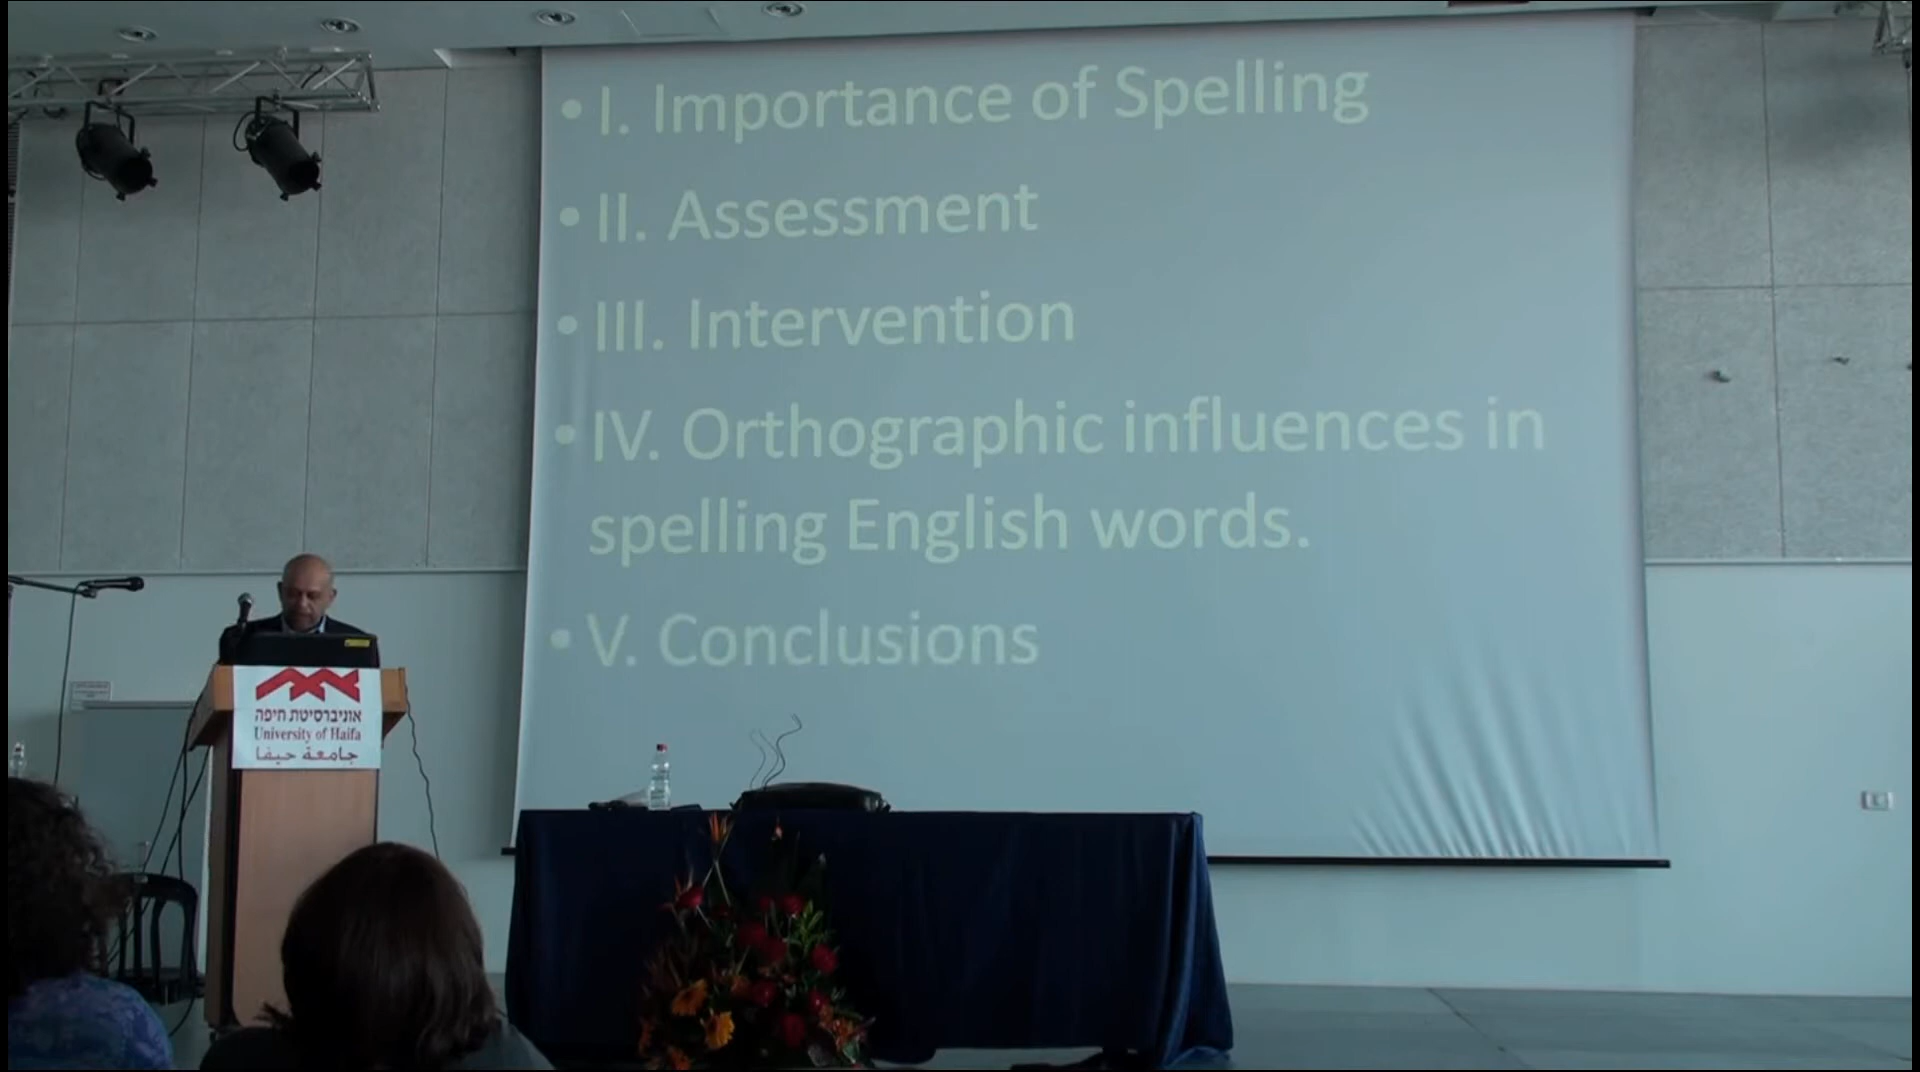 • I. Importance of Spelling
• II. Assessment
• III. Intervention
• IV. Orthographic influences in
spelling English words.
• V. Conclusions
אוניברסיטת חיפה
University of Haifa
جامعة حيفا